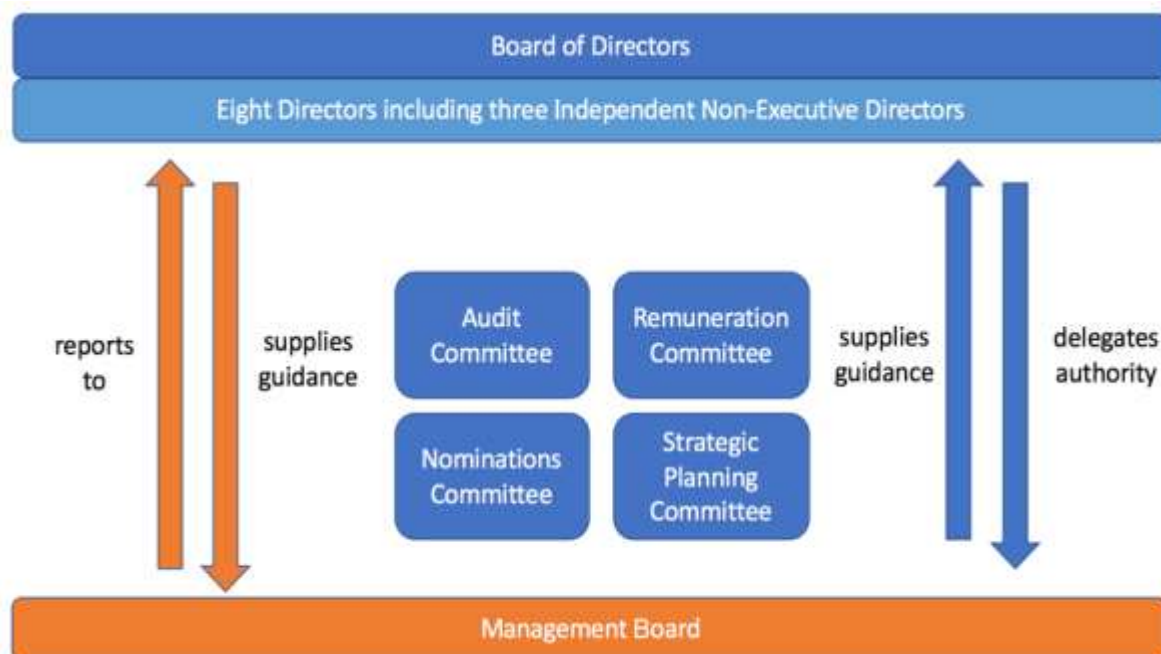 Board of Directors
Eight Directors including three Independent Non-Executive Directors
reports
to
supplies
guidance
Audit
Committee
Remuneration
Committee
Nominations
Committee
Strategic
Planning
Committee
supplies
guidance
delegates
authority
Management Board